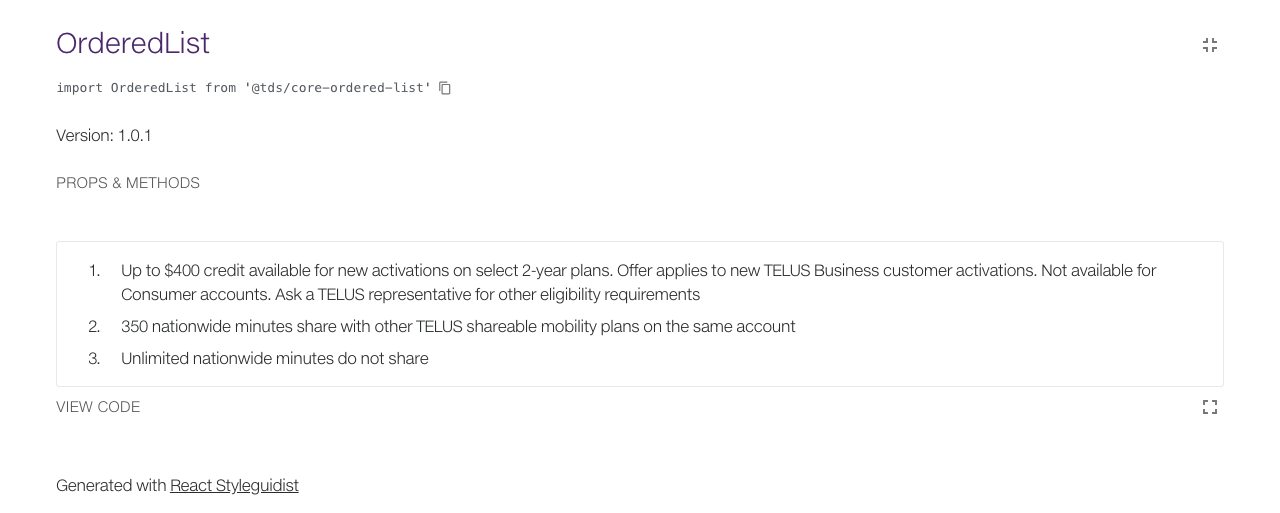 OrderedList
import OrderedList from '@tds/core-ordered-list'
Version: 1.0.1
PROPS & METHODS
1. Up to $400 credit available for new activations on select 2-year plans. Offer applies to new TELUS Business customer activations. Not available for
Consumer accounts. Ask a TELUS representative for other eligibility requirements
2. 350 nationwide minutes share with other TELUS shareable mobility plans on the same account
3. Unlimited nationwide minutes do not share
VIEW CODE
Generated with React Styleguidist